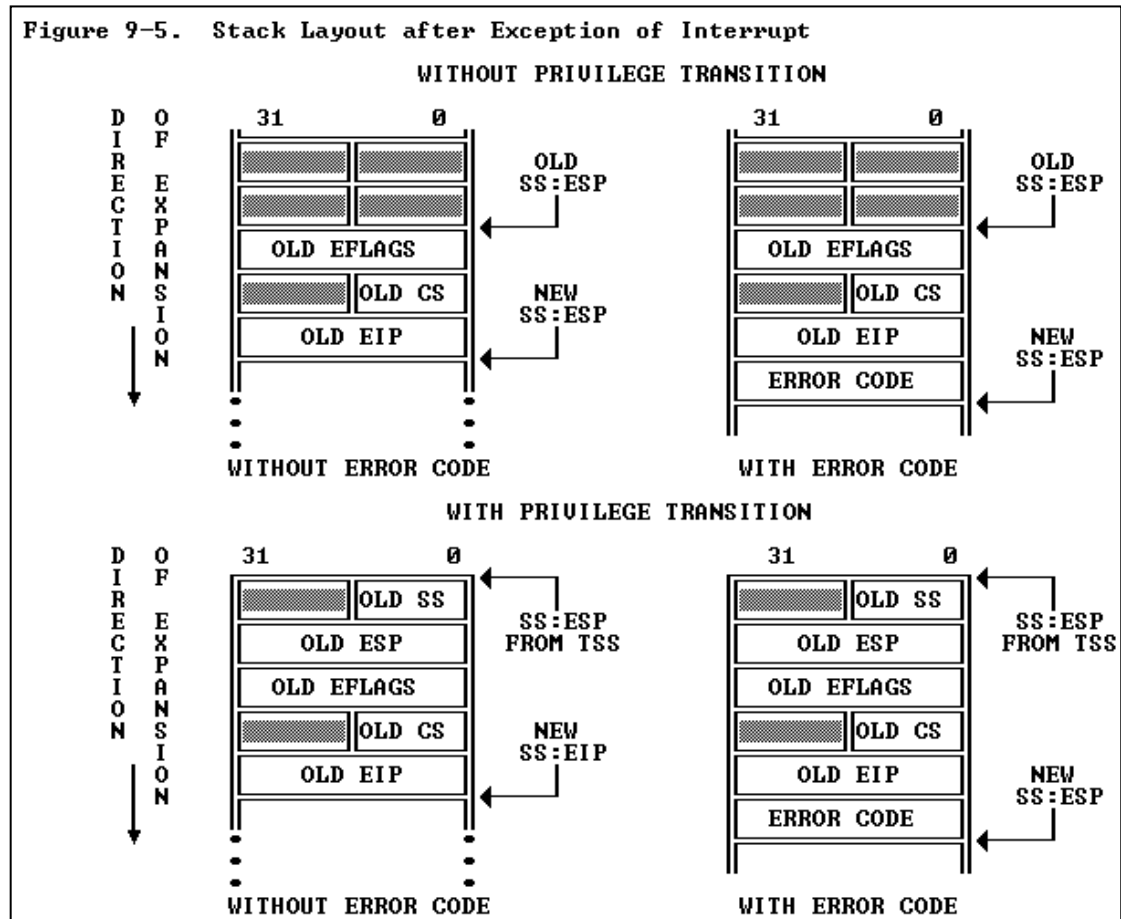 Figure 9-5. Stack Layout after Exception of Interrupt
WITHOUT PRIVILEGE TRANSITION
DIRECTION
OF EXPANSION
31 0
OLD
SS:ESP
OLD EFLAGS
OLD CS
NEW
SS:ESP
OLD EIP
WITHOUT ERROR CODE
31 0
OLD
SS:ESP
OLD EFLAGS
OLD CS
OLD EIP
NEW
SS:ESP
ERROR CODE
WITH ERROR CODE
WITH PRIVILEGE TRANSITION
DIRECTION
OF EXPANSION
31 0
OLD SS
SS:ESP
FROM TSS
OLD ESP
OLD EFLAGS
OLD CS
NEW
SS:EIP
OLD EIP
WITHOUT ERROR CODE
31 0
OLD SS
SS:ESP
FROM TSS
OLD ESP
OLD EFLAGS
OLD CS
OLD EIP
NEW
SS:ESP
ERROR CODE
WITH ERROR CODE